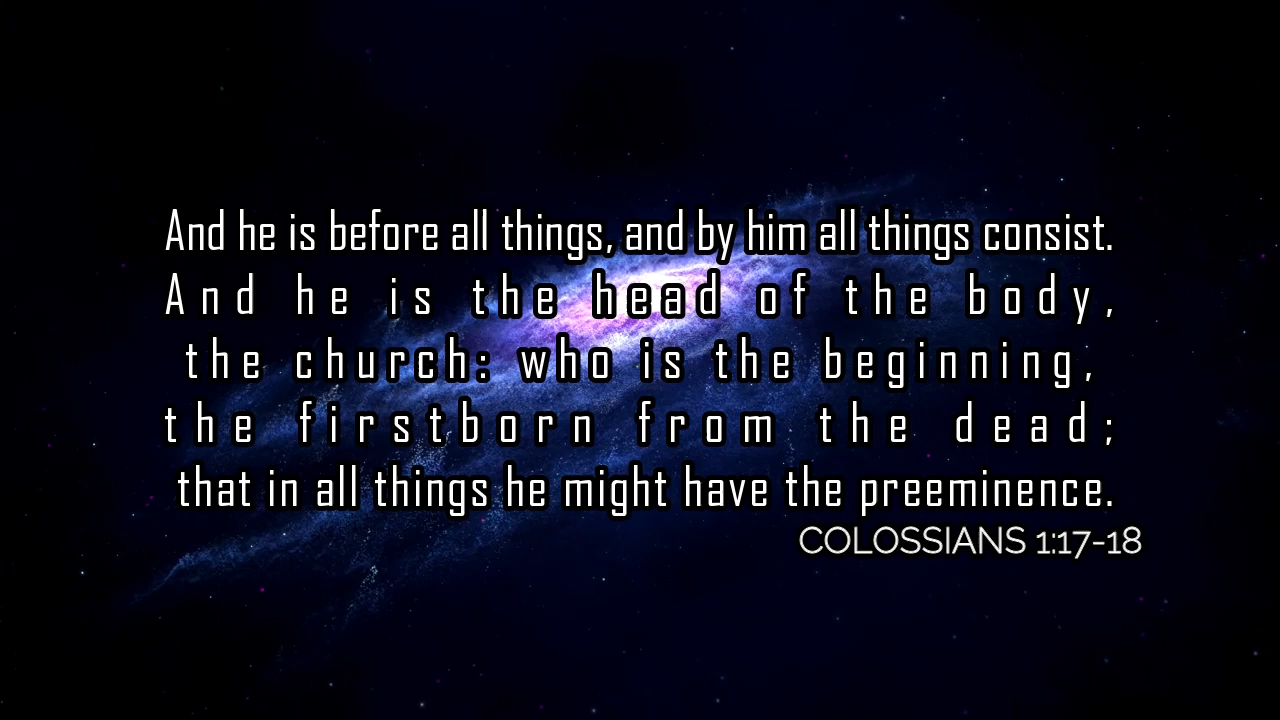 And he is before all things, and by him all things consist.
And he is the head of the body,
the church: who is the beginning,
the firstborn from the dead;
that in all things he might have the preeminence.
COLOSSIANS 1:17-18